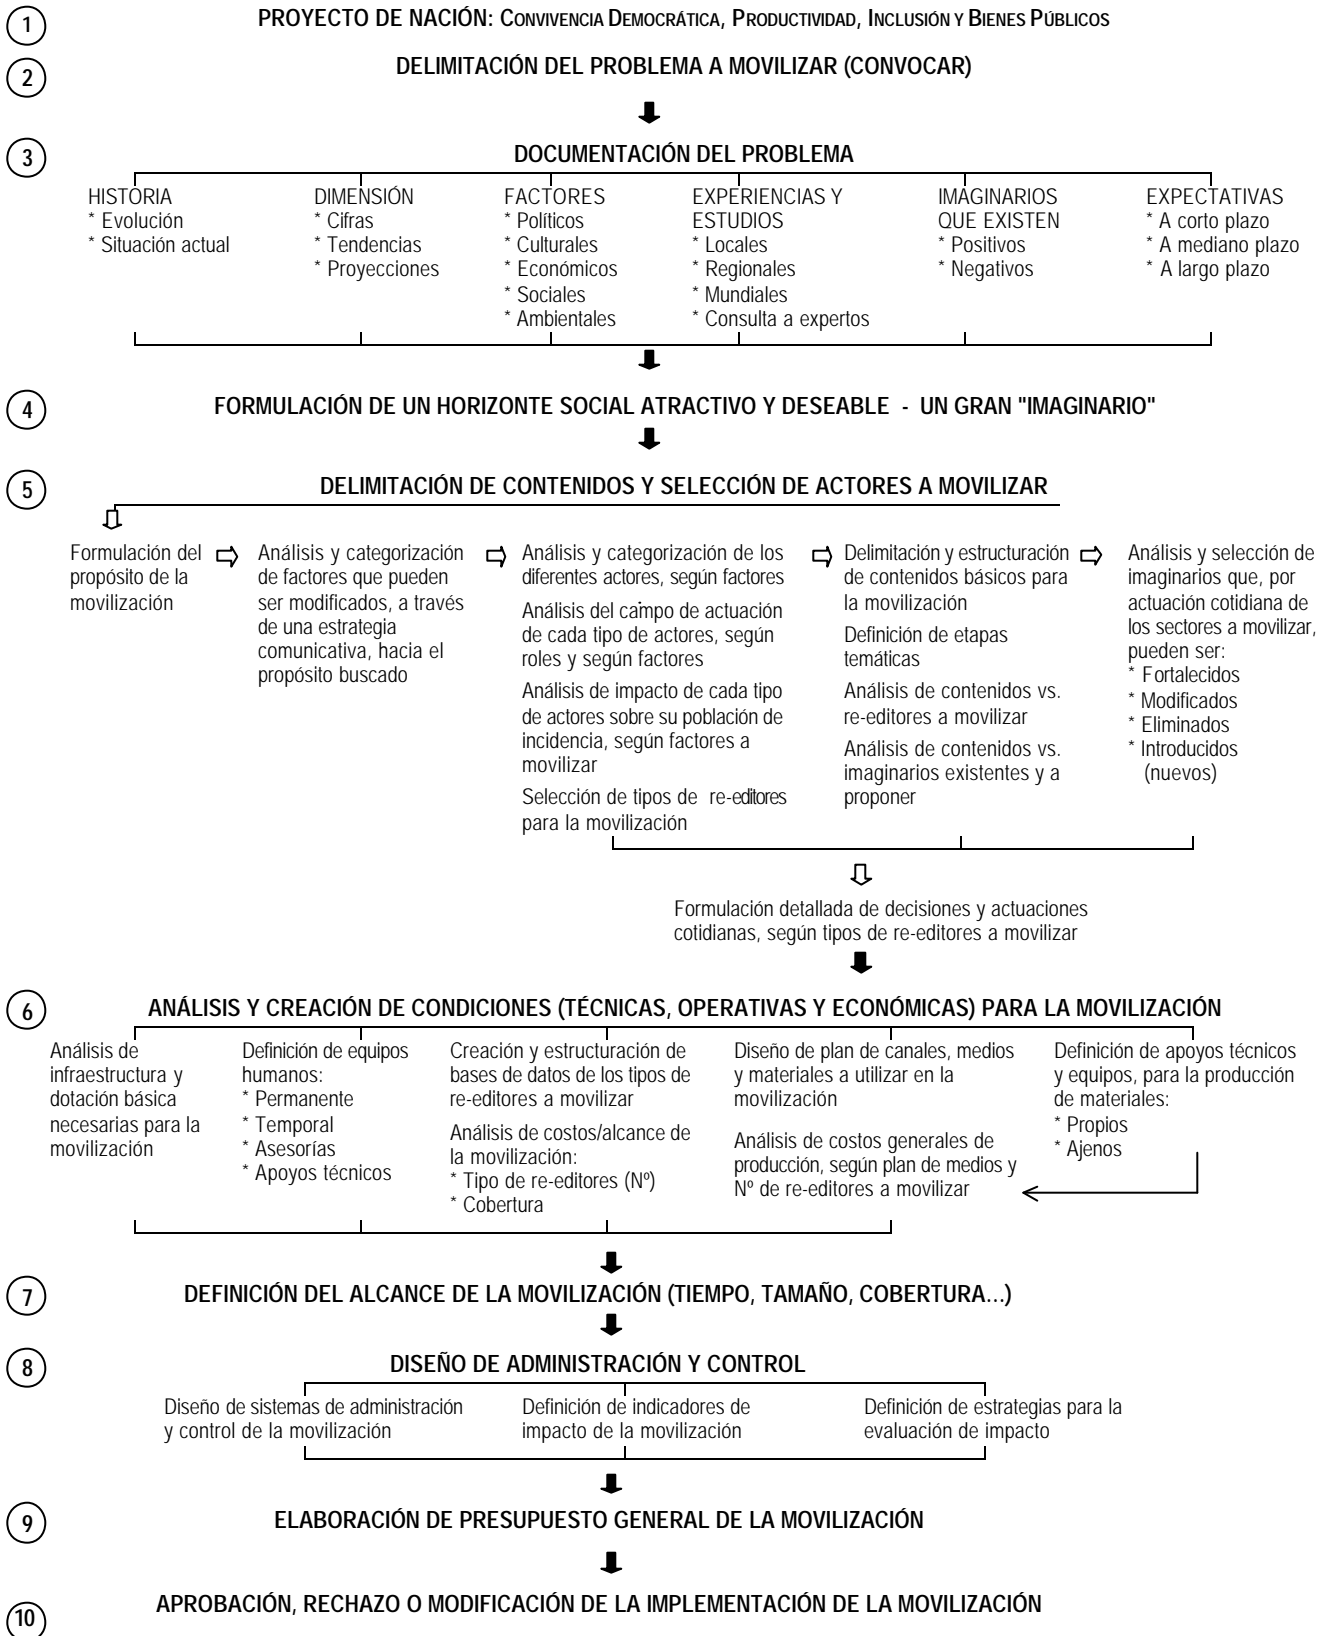 1
PROYECTO DE NACIÓN: CONVIVENCIA DEMOCRÁTICA, PRODUCTIVIDAD, INCLUSIÓN Y BIENES PÚBLICOS
2
DELIMITACIÓN DEL PROBLEMA A MOVILIZAR (CONVOCAR)
3
DOCUMENTACIÓN DEL PROBLEMA
HISTORIA
* Evolución
* Situación actual
DIMENSIÓN
* Cifras
* Tendencias
* Proyecciones
FACTORES
* Políticos
* Culturales
* Económicos
* Sociales
* Ambientales
EXPERIENCIAS Y
ESTUDIOS
* Locales
* Regionales
* Mundiales
* Consulta a expertos
IMAGINARIOS
QUE EXISTEN
* Positivos
* Negativos
EXPECTATIVAS
* A corto plazo
* A mediano plazo
* A largo plazo
4
FORMULACIÓN DE UN HORIZONTE SOCIAL ATRACTIVO Y DESEABLE - UN GRAN "IMAGINARIO"
5
DELIMITACIÓN DE CONTENIDOS Y SELECCIÓN DE ACTORES A MOVILIZAR
Formulación del
propósito de la
movilización
Análisis y categorización
de factores que pueden
ser modificados, a través
de una estrategia
comunicativa, hacia el
propósito buscado
Análisis y categorización de los
diferentes actores, según factores
Análisis del campo de actuación
de cada tipo de actores, según
roles y según factores
Análisis de impacto de cada tipo
de actores sobre su población de
incidencia, según factores a
movilizar
Selección de tipos de re-editores
para la movilización
Delimitación y estructuración
de contenidos básicos para
la movilización
Definición de etapas
temáticas
Análisis de contenidos vs.
re-editores a movilizar
Análisis de contenidos vs.
imaginarios existentes y a
proponer
Análisis y selección de
imaginarios que, por
actuación cotidiana de
los sectores a movilizar,
pueden ser:
* Fortalecidos
* Modificados
* Eliminados
* Introducidos
(nuevos)
Formulación detallada de decisiones y actuaciones
cotidianas, según tipos de re-editores a movilizar
6
ANÁLISIS Y CREACIÓN DE CONDICIONES (TÉCNICAS, OPERATIVAS Y ECONÓMICAS) PARA LA MOVILIZACIÓN
Análisis de
infraestructura y
dotación básica
necesarias para la
movilización
Definición de equipos
humanos:
* Permanente
* Temporal
* Asesorías
* Apoyos técnicos
Creación y estructuración de
bases de datos de los tipos de
re-editores a movilizar
Análisis de costos/alcance de
la movilización:
* Tipo de re-editores (Nº)
* Cobertura
Diseño de plan de canales, medios
y materiales a utilizar en la
movilización
Análisis de costos generales de
producción, según plan de medios y
Nº de re-editores a movilizar
Definición de apoyos técnicos
y equipos, para la producción
de materiales:
* Propios
* Ajenos
7
DEFINICIÓN DEL ALCANCE DE LA MOVILIZACIÓN (TIEMPO, TAMAÑO, COBERTURA...)
8
DISEÑO DE ADMINISTRACIÓN Y CONTROL
Diseño de sistemas de administración
y control de la movilización
Definición de indicadores de
impacto de la movilización
Definición de estrategias para la
evaluación de impacto
9
ELABORACIÓN DE PRESUPUESTO GENERAL DE LA MOVILIZACIÓN
10
APROBACIÓN, RECHAZO O MODIFICACIÓN DE LA IMPLEMENTACIÓN DE LA MOVILIZACIÓN